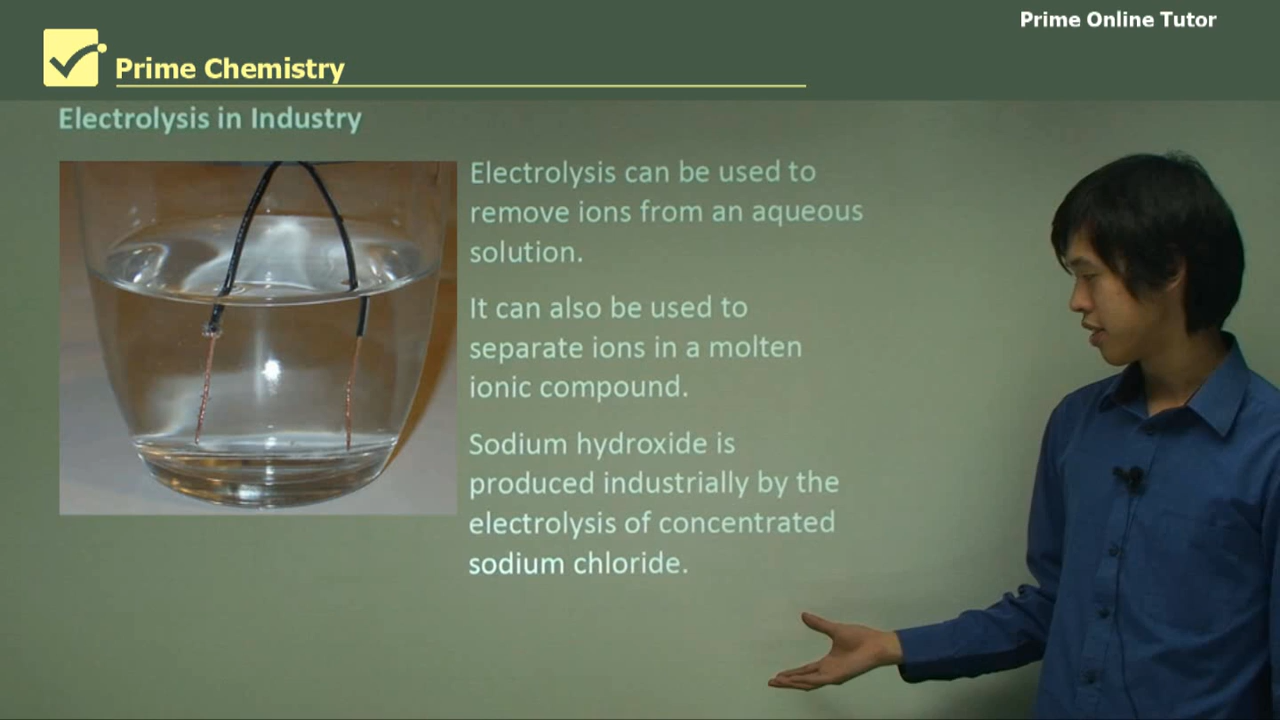 Prime Online Tutor
Prime Chemistry
Electrolysis in Industry
Electrolysis can be used to
remove ions from an aqueous
solution.
It can also be used to
separate ions in a molten
ionic compound.
Sodium hydroxide is
produced industrially by the
electrolysis of concentrated
sodium chloride.